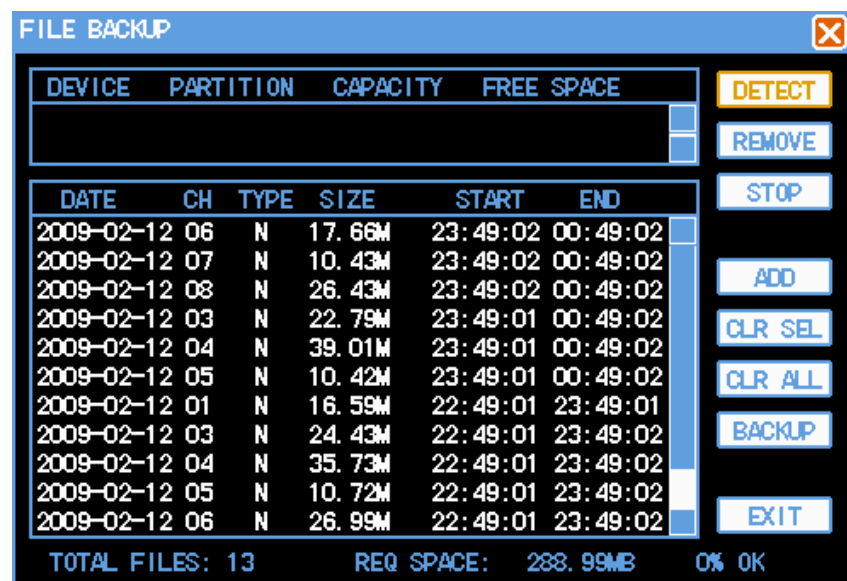 FILE BACKUP
DEVICE PARTITION CAPACITY FREE SPACE
DETECT
REMOVE
STOP
DATE CH TYPE SIZE START END
2009-02-12 06 N 17.66M 23:49:02 00:49:02
2009-02-12 07 N 10.43M 23:49:02 00:49:02
2009-02-12 08 N 26.43M 23:49:02 00:49:02
2009-02-12 03 N 22.79M 23:49:01 00:49:02
2009-02-12 04 N 39.01M 23:49:01 00:49:02
2009-02-12 05 N 10.42M 23:49:01 00:49:02
2009-02-12 01 N 16.59M 22:49:01 23:49:01
2009-02-12 03 N 24.43M 22:49:01 23:49:02
2009-02-12 04 N 35.73M 22:49:01 23:49:02
2009-02-12 05 N 10.72M 22:49:01 23:49:02
2009-02-12 06 N 26.99M 22:49:01 23:49:02
ADD
CLR SEL
CLR ALL
BACKUP
EXIT
TOTAL FILES: 13 REQ SPACE: 288.99MB 0% OK